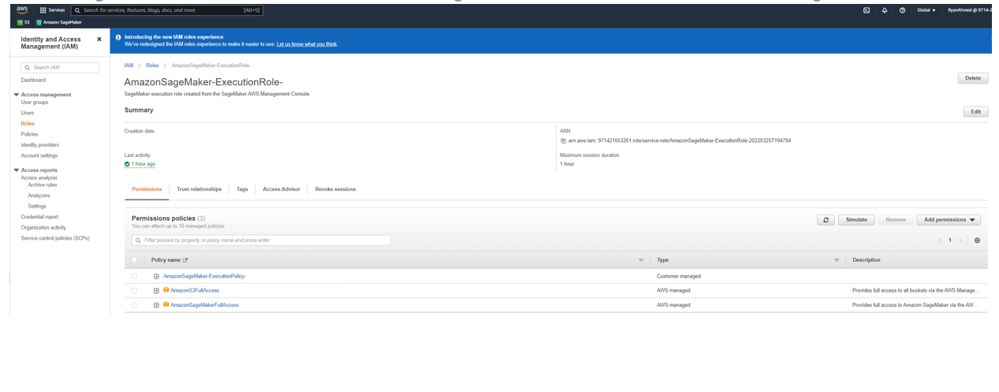 aws Services Search for services, features, blogs, docs, and more [Alt+S] Global RyanAhmed @ 9714-2
S3 Amazon SageMaker
Identity and Access Management (IAM)
Search IAM
Dashboard
Access management
User groups
Users
Roles
Policies
Identity providers
Account settings
Access reports
Access analyzer
Archive rules
Analyzers
Settings
Credential report
Organization activity
Service control policies (SCPs)
Introducing the new IAM roles experience
We've redesigned the IAM roles experience to make it easier to use. Let us know what you think.
IAM > Roles > AmazonSageMaker-ExecutionRole-
AmazonSageMaker-ExecutionRole-
Delete
SageMaker execution role created from the SageMaker AWS Management Console.
Summary
Edit
Creation date
ARN
arn:aws:iam::971421653261:role/service-role/AmazonSageMaker-ExecutionRole-20220325T194794
Last activity
1 hour ago
Maximum session duration
1 hour
Permissions Trust relationships Tags Access Advisor Revoke sessions
Permissions policies (3)
You can attach up to 10 managed policies.
Simulate Remove Add permissions
Filter policies by property or policy name and press enter
1
Policy name Type Description
AmazonSageMaker-ExecutionPolicy- Customer managed
AmazonS3FullAccess AWS managed Provides full access to all buckets via the AWS Manage...
AmazonSageMakerFullAccess AWS managed Provides full access to Amazon SageMaker via the AW...